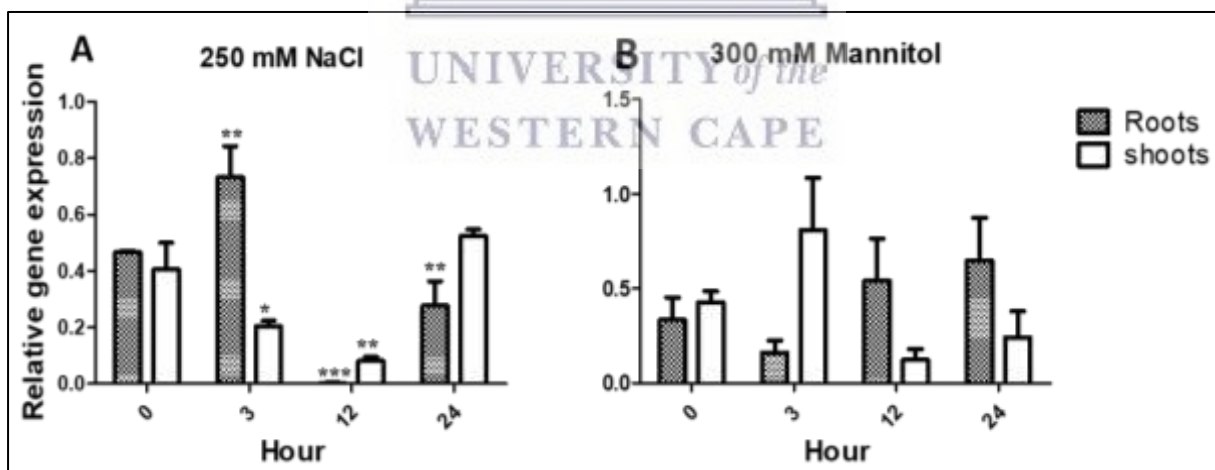 A
250 mM NaCl
UNIVERSITY of the
WESTERN CAPE
B
300 mM Mannitol
Relative gene expression
1.0
0.8
0.6
0.4
0.2
0.0
**
*
***
**
**
0
3
12
24
Hour
1.5
1.0
0.5
0.0
0
3
12
24
Hour
Roots
shoots